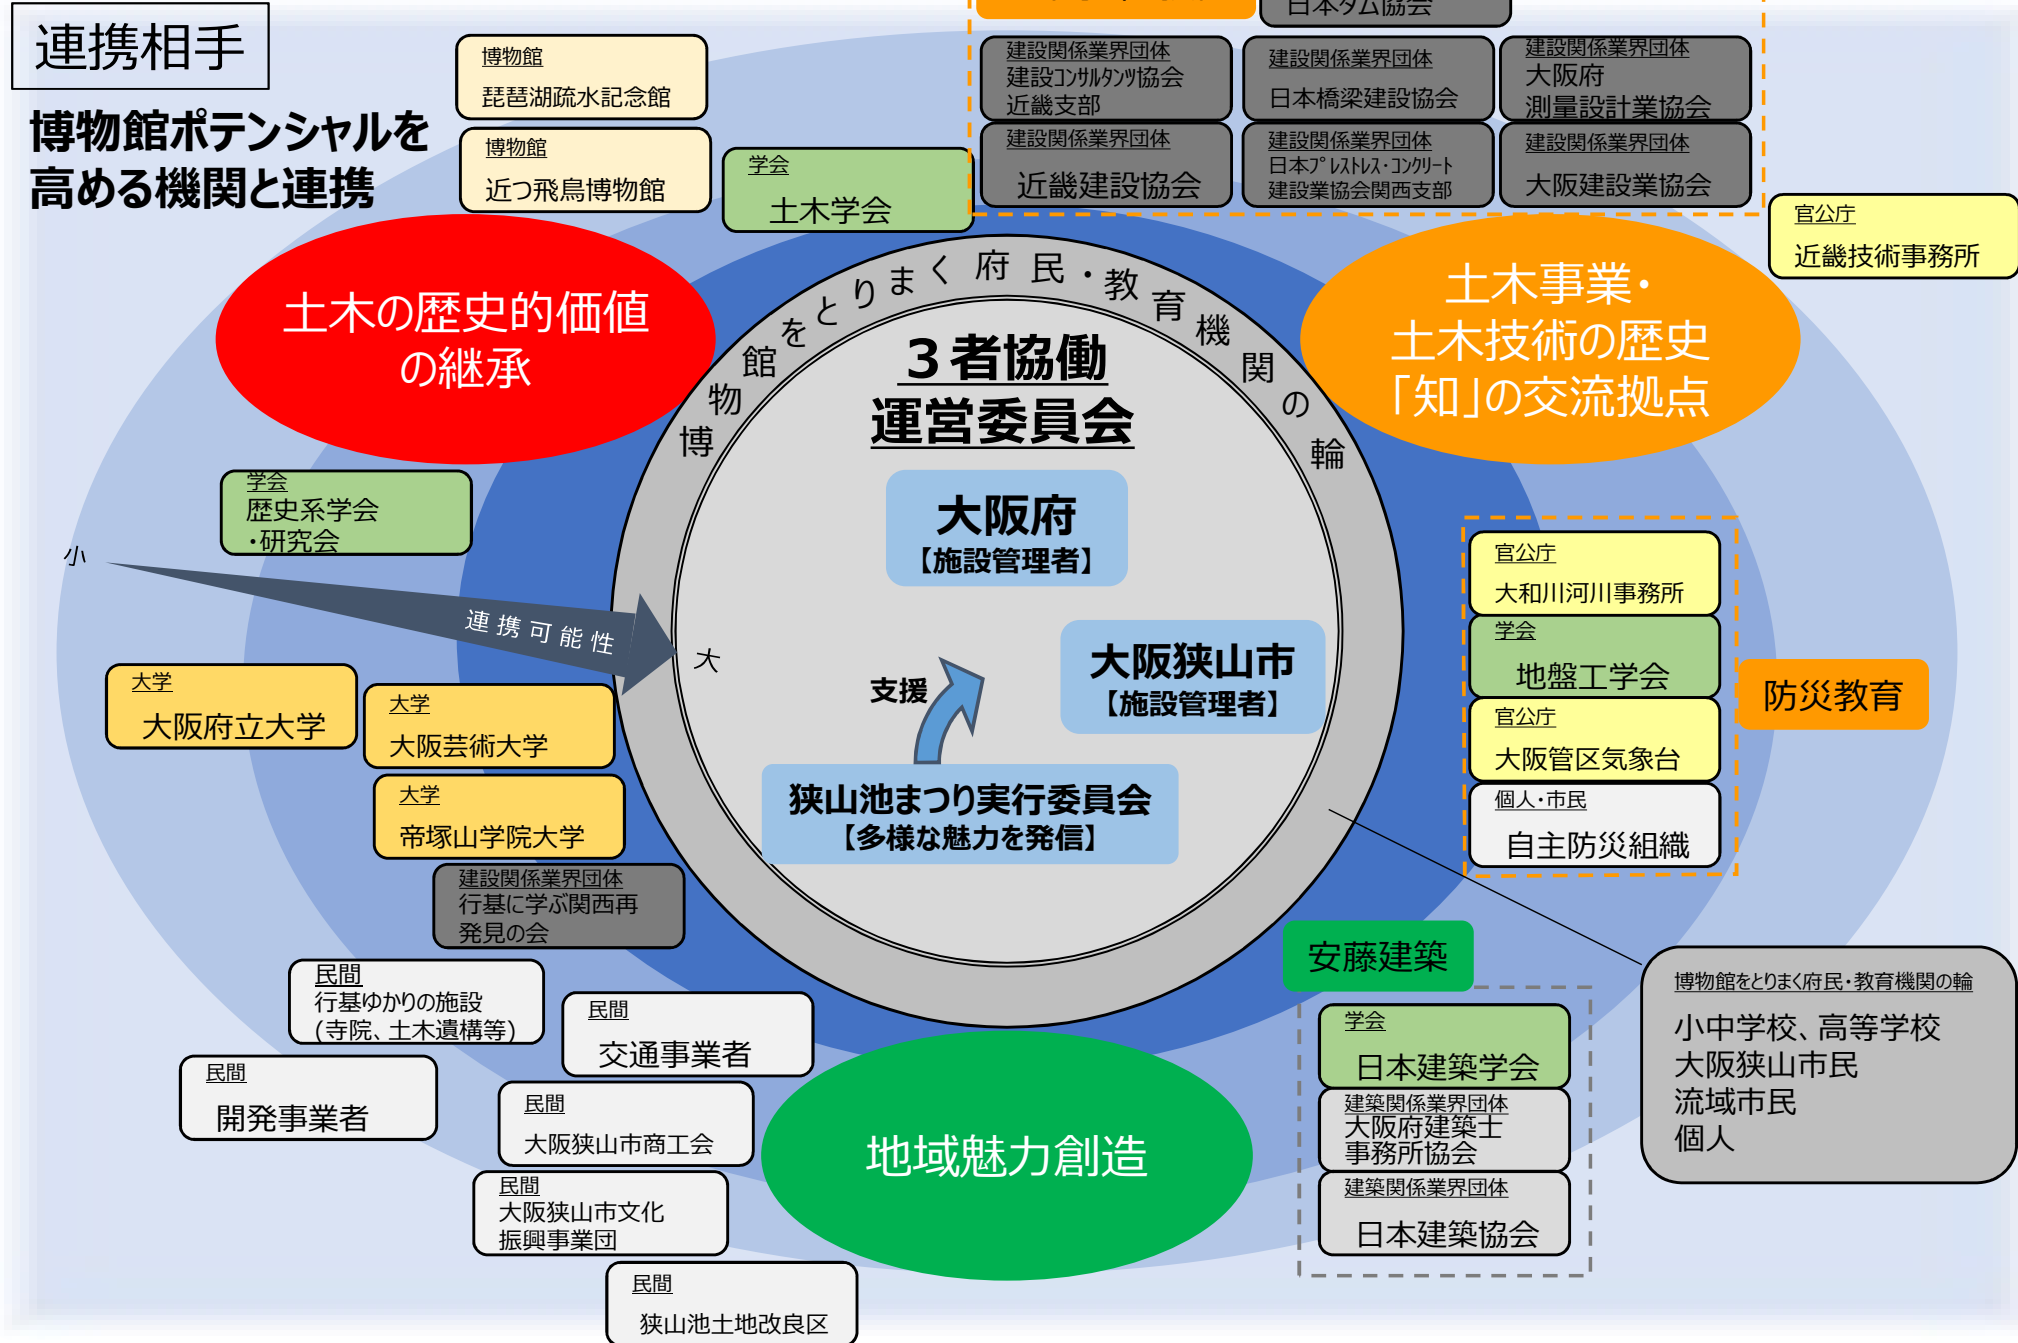 連携相手
博物館ポテンシャルを
高める機関と連携
博物館
琵琶湖疏水記念館
博物館
近つ飛鳥博物館
学会
土木学会
日本ダム協会
建設関係業界団体
建設コンサルタンツ協会
近畿支部
建設関係業界団体
日本橋梁建設協会
建設関係業界団体
大阪府
測量設計業協会
建設関係業界団体
近畿建設協会
建設関係業界団体
日本プレストレス・コンクリート
建設業協会関西支部
建設関係業界団体
大阪建設業協会
官公庁
近畿技術事務所
土木の歴史的価値
の継承
土木事業・
土木技術の歴史
「知」の交流拠点
博物館をとりまく府民・教育機関の輪
3者協働
運営委員会
大阪府
【施設管理者】
大阪狭山市
【施設管理者】
支援
狭山池まつり実行委員会
【多様な魅力を発信】
学会
歴史系学会
・研究会
小
連携可能性
大
大学
大阪府立大学
大学
大阪芸術大学
大学
帝塚山学院大学
建設関係業界団体
行基に学ぶ関西再
発見の会
民間
行基ゆかりの施設
(寺院、土木遺構等)
民間
交通事業者
民間
開発事業者
民間
大阪狭山市商工会
民間
大阪狭山市文化
振興事業団
民間
狭山池土地改良区
地域魅力創造
官公庁
大和川河川事務所
学会
地盤工学会
官公庁
大阪管区気象台
個人・市民
自主防災組織
防災教育
安藤建築
学会
日本建築学会
建築関係業界団体
大阪府建築士
事務所協会
建築関係業界団体
日本建築協会
博物館をとりまく府民・教育機関の輪
小中学校、高等学校
大阪狭山市民
流域市民
個人